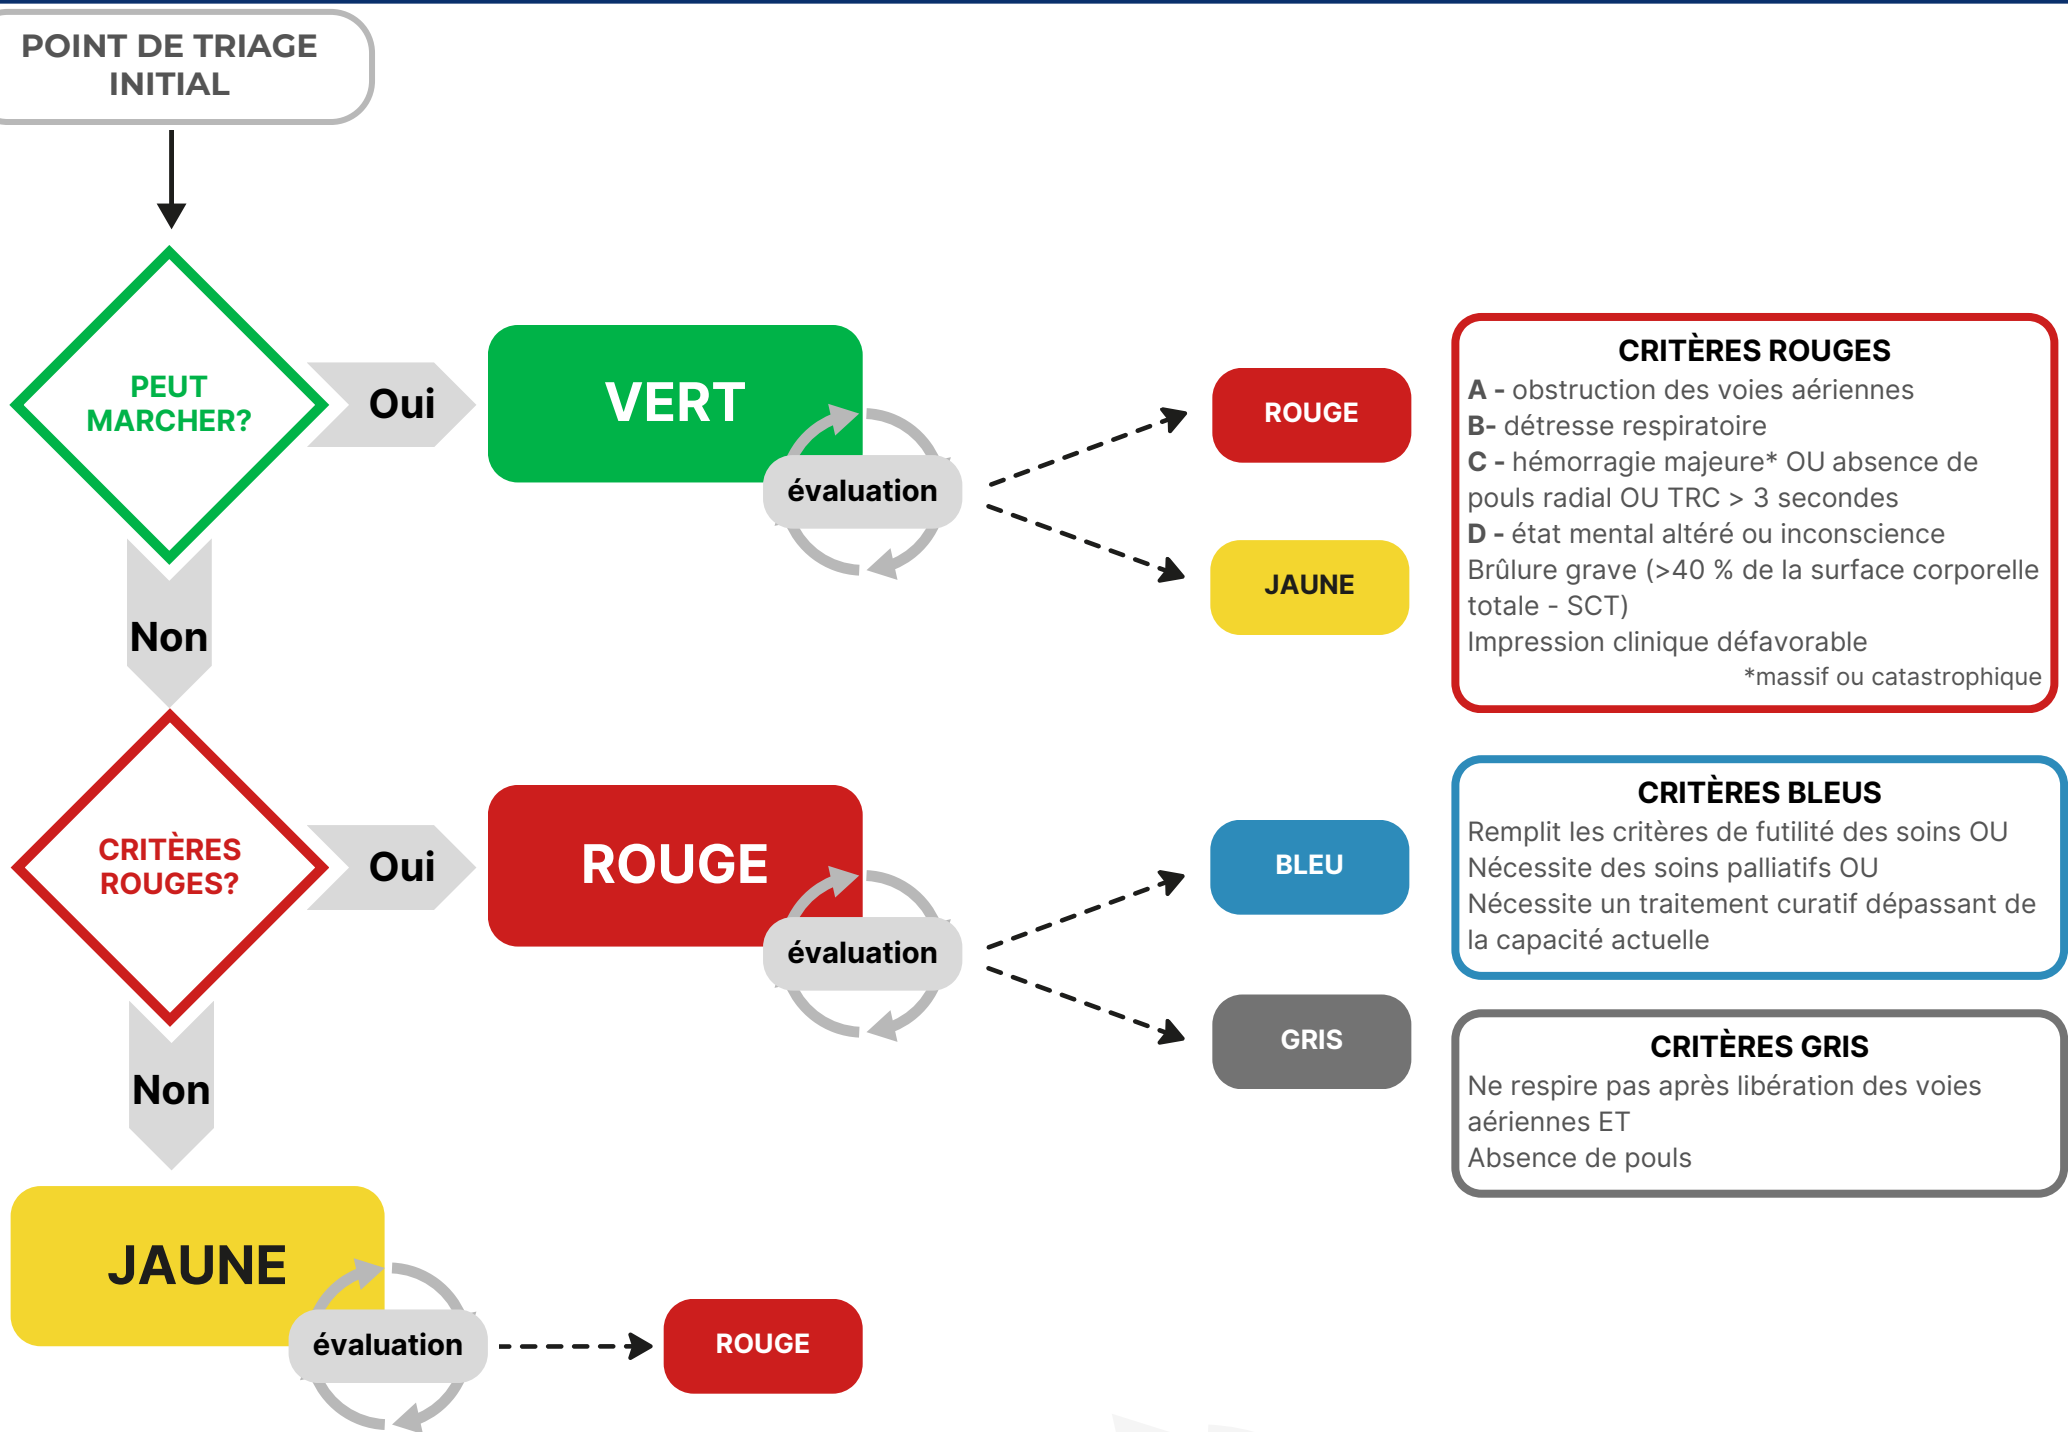 POINT DE TRIAGE
INITIAL
PEUT
MARCHER?
Oui
VERT
évaluation
ROUGE
JAUNE
CRITÈRES ROUGES
A - obstruction des voies aériennes
B- détresse respiratoire
C - hémorragie majeure* OU absence de
pouls radial OU TRC > 3 secondes
D - état mental altéré ou inconscience
Brûlure grave (>40 % de la surface corporelle
totale - SCT)
Impression clinique défavorable
*massif ou catastrophique
Non
CRITÈRES
ROUGES?
Oui
ROUGE
évaluation
BLEU
GRIS
CRITÈRES BLEUS
Remplit les critères de futilité des soins OU
Nécessite des soins palliatifs OU
Nécessite un traitement curatif dépassant de
la capacité actuelle
CRITÈRES GRIS
Ne respire pas après libération des voies
aériennes ET
Absence de pouls
Non
JAUNE
évaluation
ROUGE